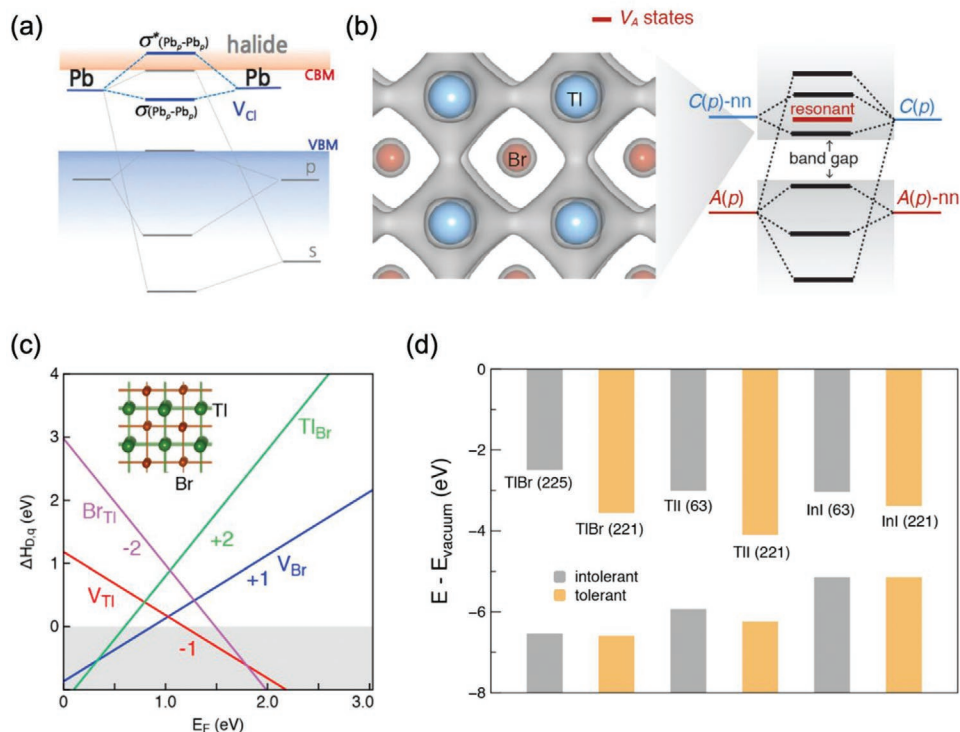 (a)
σ*(Pbp-Pbp)
halide
Pb
Pb
CBM
σ(Pbp-Pbp)
VCl
VBM
p
s
(b)
VA states
Tl
Br
C(p)-nn
resonant
C(p)
band gap
A(p)
A(p)-nn
(c)
ΔHD,q (eV)
4
3
2
1
0
Tl
Br
TlBr
BrTl
-2
+2
VBr
+1
VTl
-1
0
1.0
2.0
3.0
EF (eV)
(d)
E - Evacuum (eV)
0
−2
−4
−6
−8
TlBr (225)
TlBr (221)
TlI (63)
TlI (221)
InI (63)
InI (221)
intolerant
tolerant